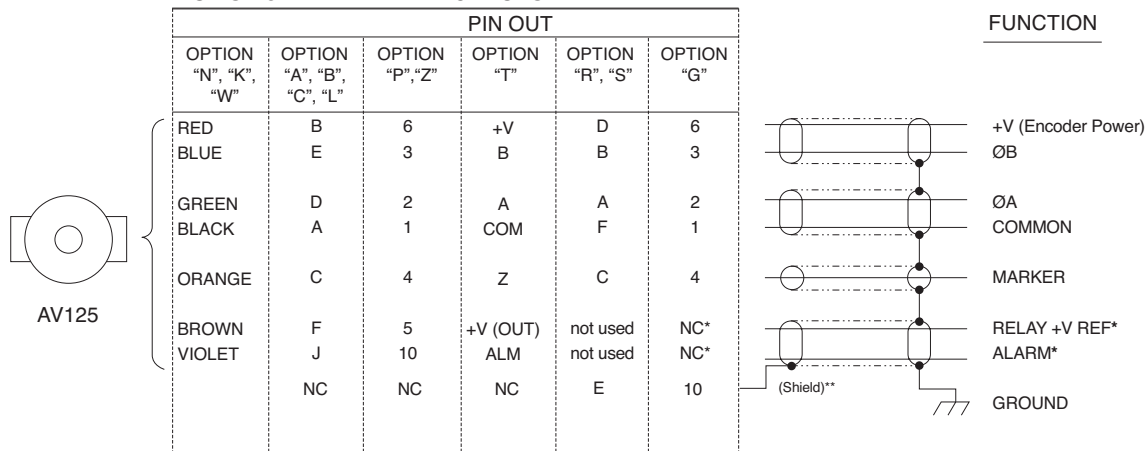 PIN OUT
FUNCTION
OPTION "N", "K", "W"
OPTION "A", "B", "C", "L"
OPTION "P","Z"
OPTION "T"
OPTION "R", "S"
OPTION "G"
RED B 6 +V D 6 +V (Encoder Power)
BLUE E 3 B B 3 ØB
GREEN D 2 A A 2 ØA
BLACK A 1 COM F 1 COMMON
ORANGE C 4 Z C 4 MARKER
AV125
BROWN F 5 +V (OUT) not used NC* RELAY +V REF*
VIOLET J 10 ALM not used NC* ALARM*
NC NC NC E 10 (Shield)**
GROUND